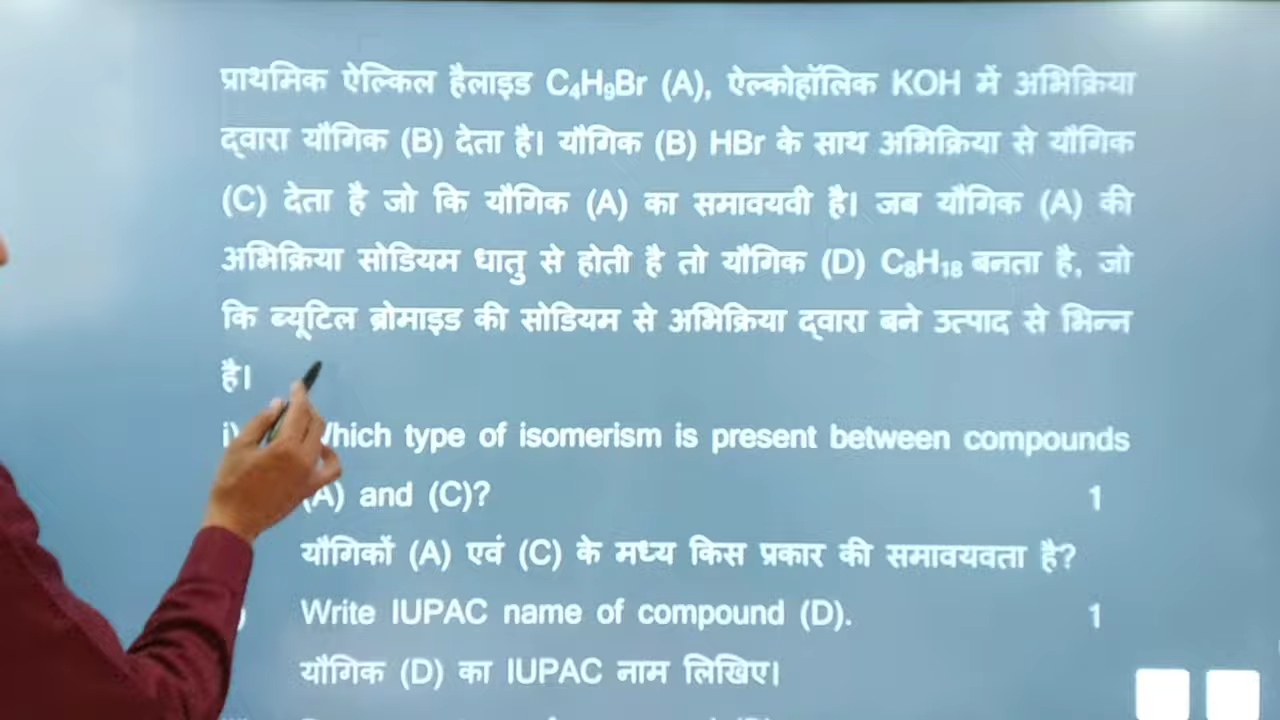 प्राथमिक ऐल्किल हैलाइड C₄H₉Br (A), ऐल्कोहॉलिक KOH में अभिक्रिया
द्वारा यौगिक (B) देता है। यौगिक (B) HBr के साथ अभिक्रिया से यौगिक
(C) देता है जो कि यौगिक (A) का समावयवी है। जब यौगिक (A) की
अभिक्रिया सोडियम धातु से होती है तो यौगिक (D) C₈H₁₈ बनता है, जो
कि ब्यूटिल ब्रोमाइड की सोडियम से अभिक्रिया द्वारा बने उत्पाद से भिन्न
है।
i) Which type of isomerism is present between compounds
(A) and (C)? 1
यौगिकों (A) एवं (C) के मध्य किस प्रकार की समावयवता है?
Write IUPAC name of compound (D). 1
यौगिक (D) का IUPAC नाम लिखिए।